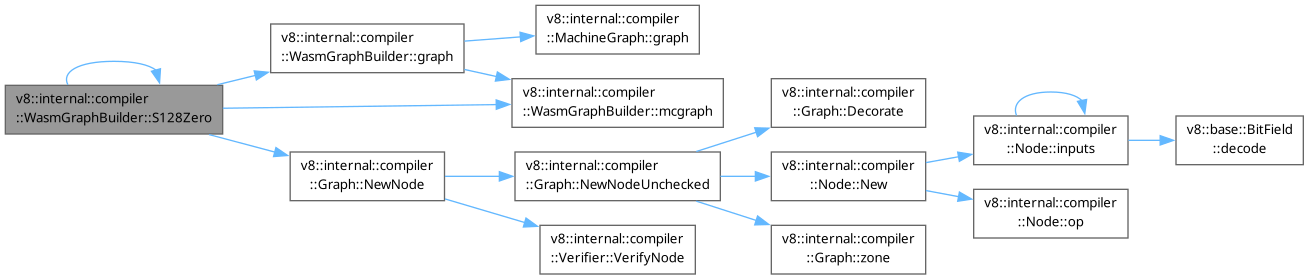 v8::internal::compiler
::WasmGraphBuilder::S128Zero
v8::internal::compiler
::WasmGraphBuilder::graph
v8::internal::compiler
::MachineGraph::graph
v8::internal::compiler
::WasmGraphBuilder::mcgraph
v8::internal::compiler
::Graph::NewNode
v8::internal::compiler
::Graph::NewNodeUnchecked
v8::internal::compiler
::Verifier::VerifyNode
v8::internal::compiler
::Graph::Decorate
v8::internal::compiler
::Node::New
v8::internal::compiler
::Graph::zone
v8::internal::compiler
::Node::inputs
v8::internal::compiler
::Node::op
v8::base::BitField
::decode